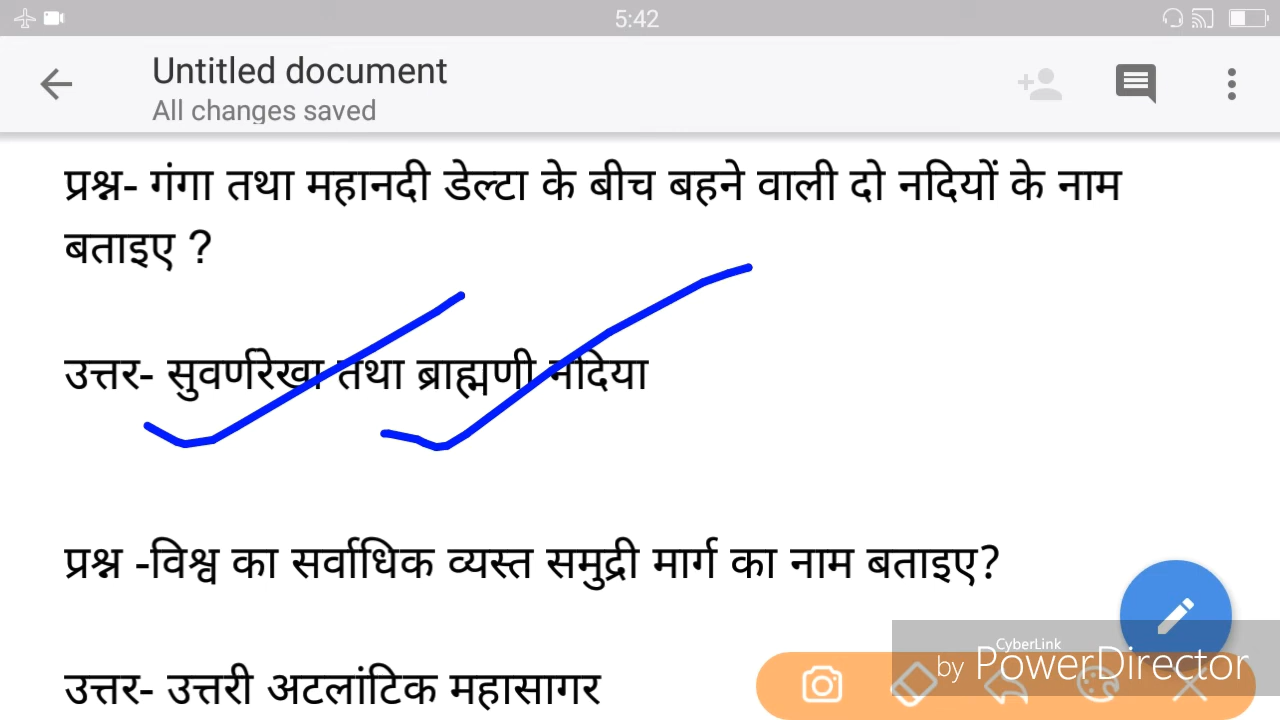 5:42
Untitled document
All changes saved
प्रश्न- गंगा तथा महानदी डेल्टा के बीच बहने वाली दो नदियों के नाम
बताइए ?
उत्तर- सुवर्णरेखा तथा ब्राह्मणी नदिया
प्रश्न -विश्व का सर्वाधिक व्यस्त समुद्री मार्ग का नाम बताइए?
उत्तर- उत्तरी अटलांटिक महासागर
CyberLink
by PowerDirector